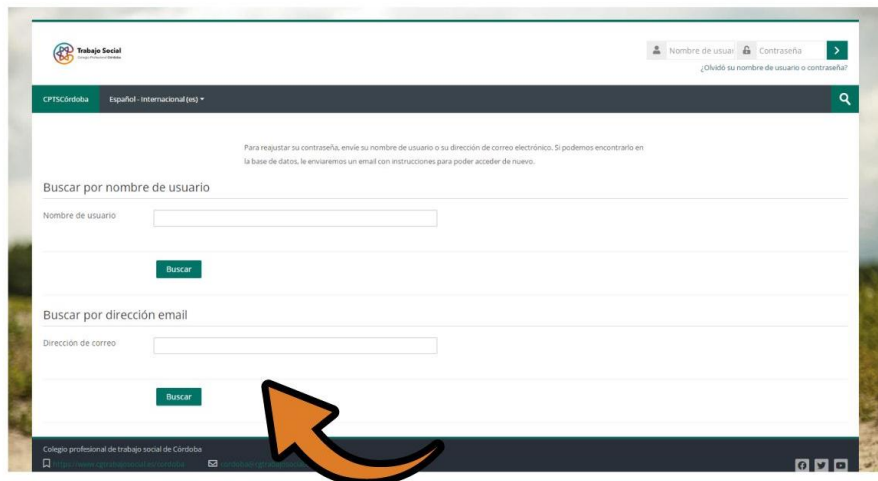 Trabajo Social
Colegio Profesional Córdoba
Nombre de usuar
Contraseña
¿Olvidó su nombre de usuario o contraseña?
CPTSCórdoba
Español - Internacional (es)
Para reajustar su contraseña, envíe su nombre de usuario o su dirección de correo electrónico. Si podemos encontrarlo en
la base de datos, le enviaremos un email con instrucciones para poder acceder de nuevo.
Buscar por nombre de usuario
Nombre de usuario
Buscar
Buscar por dirección email
Dirección de correo
Buscar
Colegio profesional de trabajo social de Córdoba